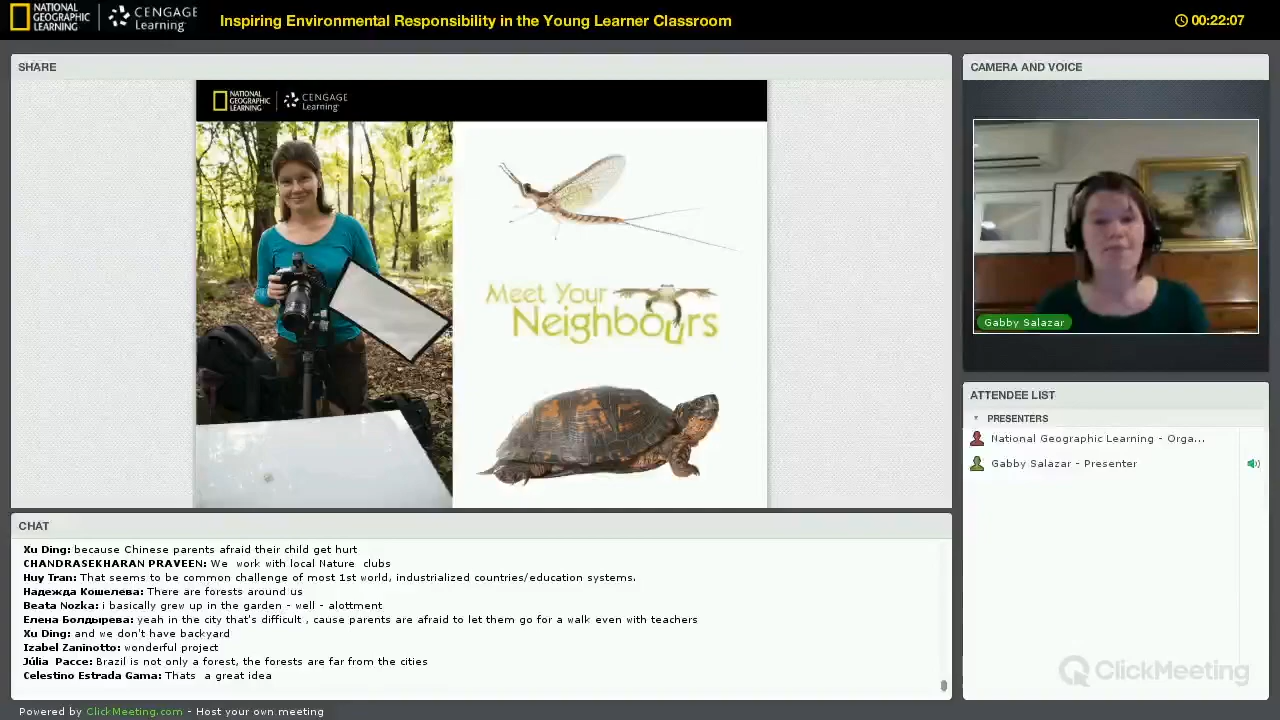 NATIONAL GEOGRAPHIC LEARNING
CENGAGE Learning®
Inspiring Environmental Responsibility in the Young Learner Classroom
00:22:07
SHARE
NATIONAL GEOGRAPHIC LEARNING
CENGAGE Learning®
Meet Your
Neighbours
CAMERA AND VOICE
Gabby Salazar
ATTENDEE LIST
PRESENTERS
National Geographic Learning - Orga...
Gabby Salazar - Presenter
CHAT
Xu Ding: because Chinese parents afraid their child get hurt
CHANDRASEKHARAN PRAVEEN: We work with local Nature clubs
Huy Tran: That seems to be common challenge of most 1st world, industrialized countries/education systems.
Надежда Кошелева: There are forests around us
Beata Nozka: i basically grew up in the garden - well - alottment
Елена Болдырева: yeah in the city that's difficult , cause parents are afraid to let them go for a walk even with teachers
Xu Ding: and we don't have backyard
Izabel Zaninotto: wonderful project
Júlia Pacce: Brazil is not only a forest, the forests are far from the cities
Celestino Estrada Gama: Thats a great idea
ClickMeeting
Powered by ClickMeeting.com - Host your own meeting